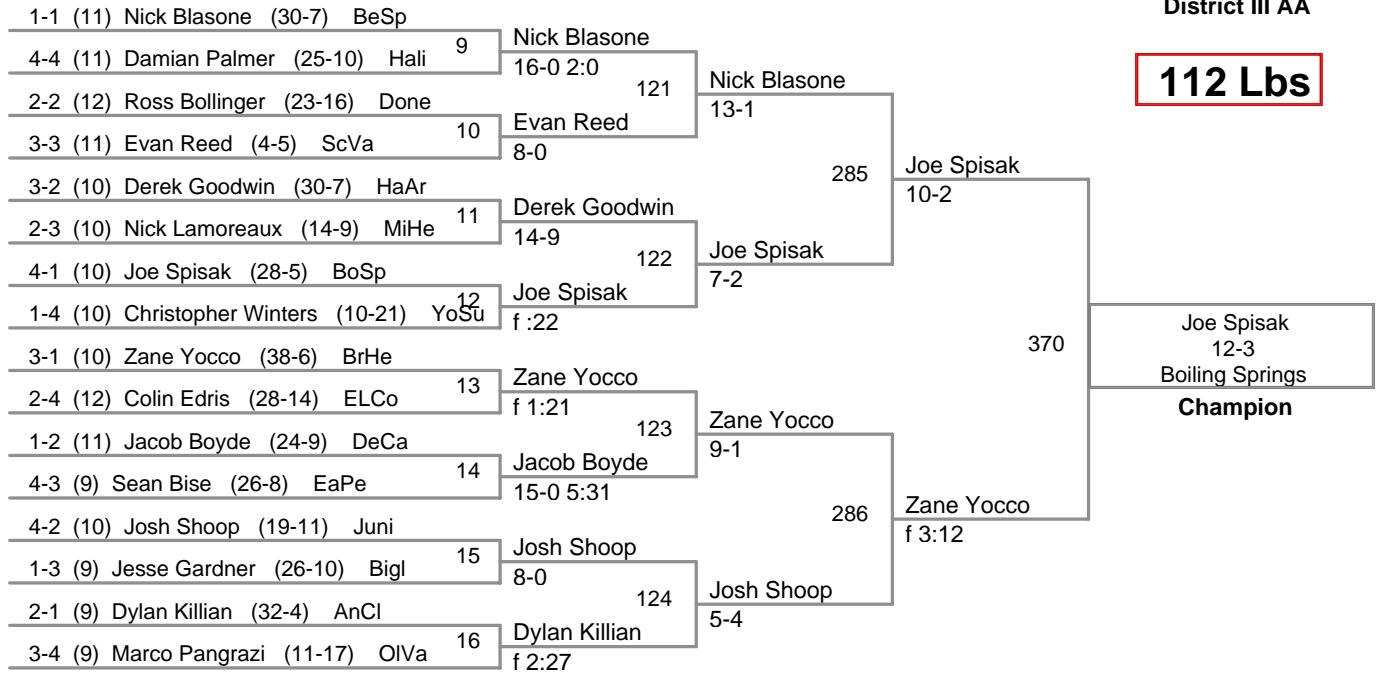 District III AA
112 Lbs
1-1 (11) Nick Blasone (30-7) BeSp
4-4 (11) Damian Palmer (25-10) Hali
2-2 (12) Ross Bollinger (23-16) Done
3-3 (11) Evan Reed (4-5) ScVa
3-2 (10) Derek Goodwin (30-7) HaAr
2-3 (10) Nick Lamoreaux (14-9) MiHe
4-1 (10) Joe Spisak (28-5) BoSp
1-4 (10) Christopher Winters (10-21) YoSu
3-1 (10) Zane Yocco (38-6) BrHe
2-4 (12) Colin Edris (28-14) ELCo
1-2 (11) Jacob Boyde (24-9) DeCa
4-3 (9) Sean Bise (26-8) EaPe
4-2 (10) Josh Shoop (19-11) Juni
1-3 (9) Jesse Gardner (26-10) Bigl
2-1 (9) Dylan Killian (32-4) AnCl
3-4 (9) Marco Pangrazi (11-17) OlVa
9
10
11
12
13
14
15
16
Nick Blasone
16-0 2:0
Evan Reed
8-0
Derek Goodwin
14-9
Joe Spisak
f :22
Zane Yocco
f 1:21
Jacob Boyde
15-0 5:31
Josh Shoop
8-0
Dylan Killian
f 2:27
121
122
123
124
Nick Blasone
13-1
Joe Spisak
7-2
Zane Yocco
9-1
Josh Shoop
5-4
285
286
Joe Spisak
10-2
Zane Yocco
f 3:12
370
Joe Spisak
12-3
Boiling Springs
Champion